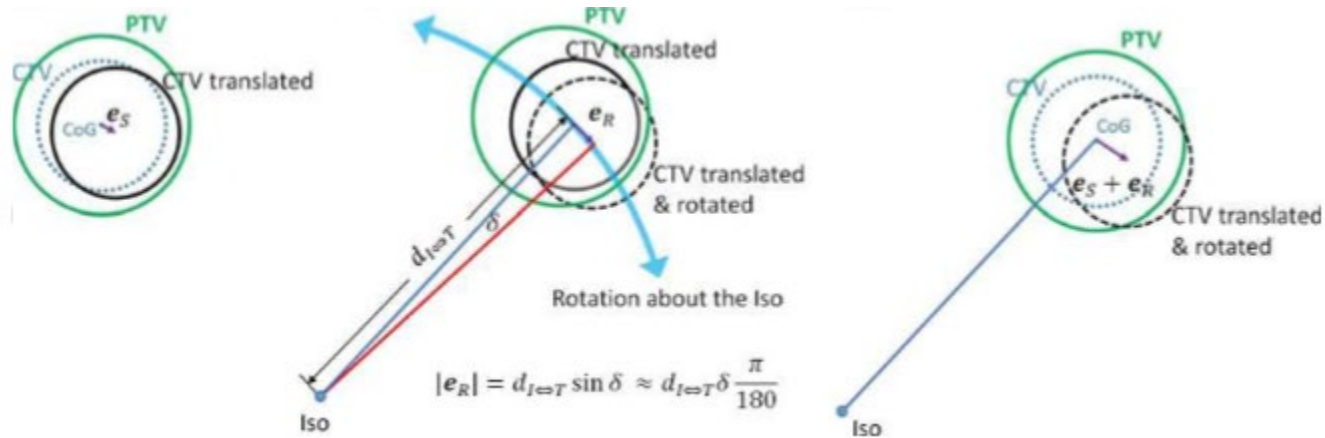 PTV
CTV
CTV translated
CoG
e_S
PTV
CTV translated
e_R
CTV translated
& rotated
d_{I⇔T}
δ
Rotation about the Iso
|e_R| = d_{I⇔T} sin δ ≈ d_{I⇔T} δ π/180
Iso
PTV
CTV
CoG
e_S + e_R
CTV translated
& rotated
Iso